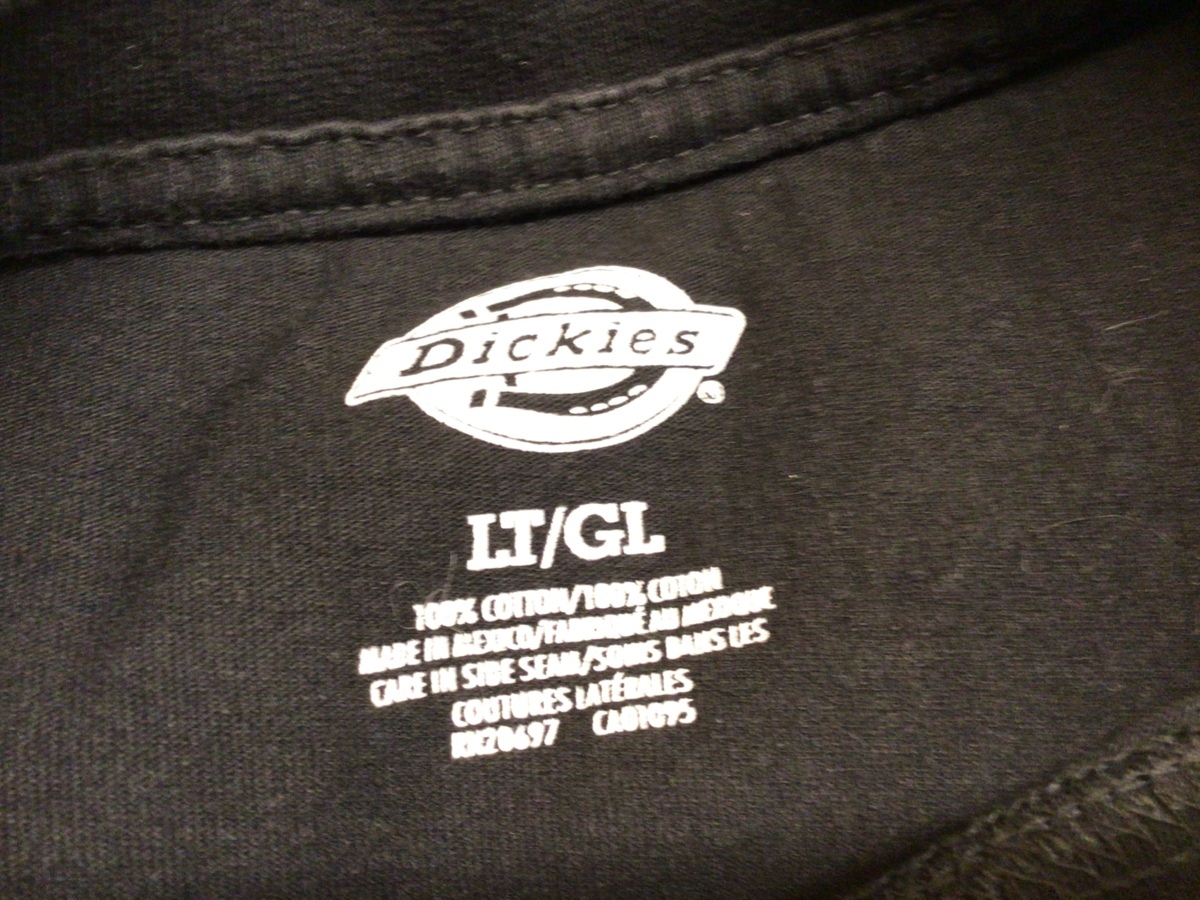 Dickies
®
LT/GL
100% COTTON/100% COTON
MADE IN MEXICO/FABRIQUÉ AU MEXIQUE
CARE IN SIDE SEAM/SOINS DANS LES
COUTURES LATÉRALES
RN20697 CA01095